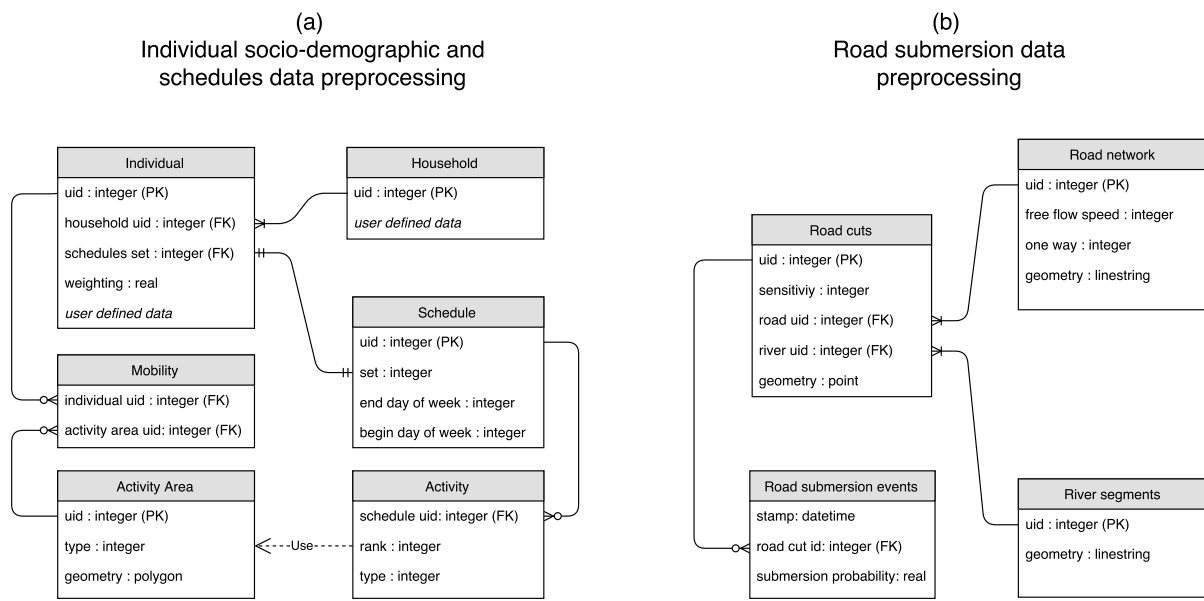 (a)
Individual socio-demographic and
schedules data preprocessing
Individual
uid : integer (PK)
household uid : integer (FK)
schedules set : integer (FK)
weighting : real
user defined data
Household
uid : integer (PK)
user defined data
Schedule
uid : integer (PK)
set : integer
end day of week : integer
begin day of week : integer
Mobility
individual uid : integer (FK)
activity area uid: integer (FK)
Activity Area
uid : integer (PK)
type : integer
geometry : polygon
Use
Activity
schedule uid: integer (FK)
rank : integer
type : integer
(b)
Road submersion data
preprocessing
Road network
uid : integer (PK)
free flow speed : integer
one way : integer
geometry : linestring
Road cuts
uid : integer (PK)
sensitiviy : integer
road uid : integer (FK)
river uid : integer (FK)
geometry : point
Road submersion events
stamp: datetime
road cut id: integer (FK)
submersion probability: real
River segments
uid : integer (PK)
geometry : linestring